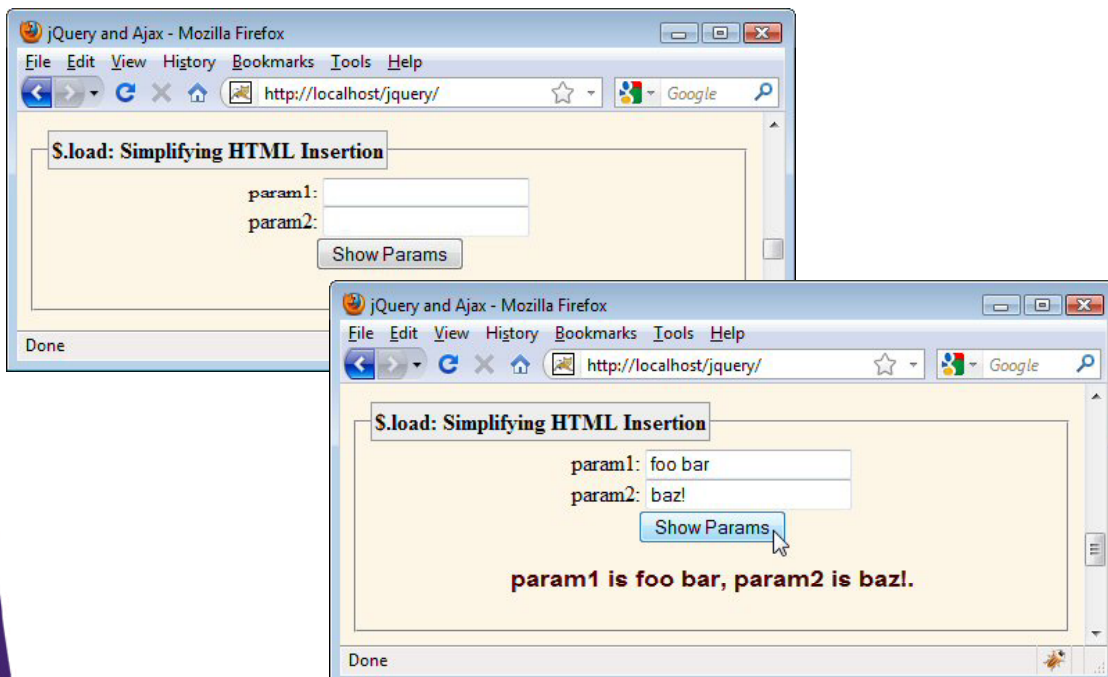 jQuery and Ajax - Mozilla Firefox
File Edit View History Bookmarks Tools Help
http://localhost/jquery/
Google
$.load: Simplifying HTML Insertion
param1:
param2:
Show Params
Done
jQuery and Ajax - Mozilla Firefox
File Edit View History Bookmarks Tools Help
http://localhost/jquery/
Google
$.load: Simplifying HTML Insertion
param1: foo bar
param2: baz!
Show Params
param1 is foo bar, param2 is baz!.
Done